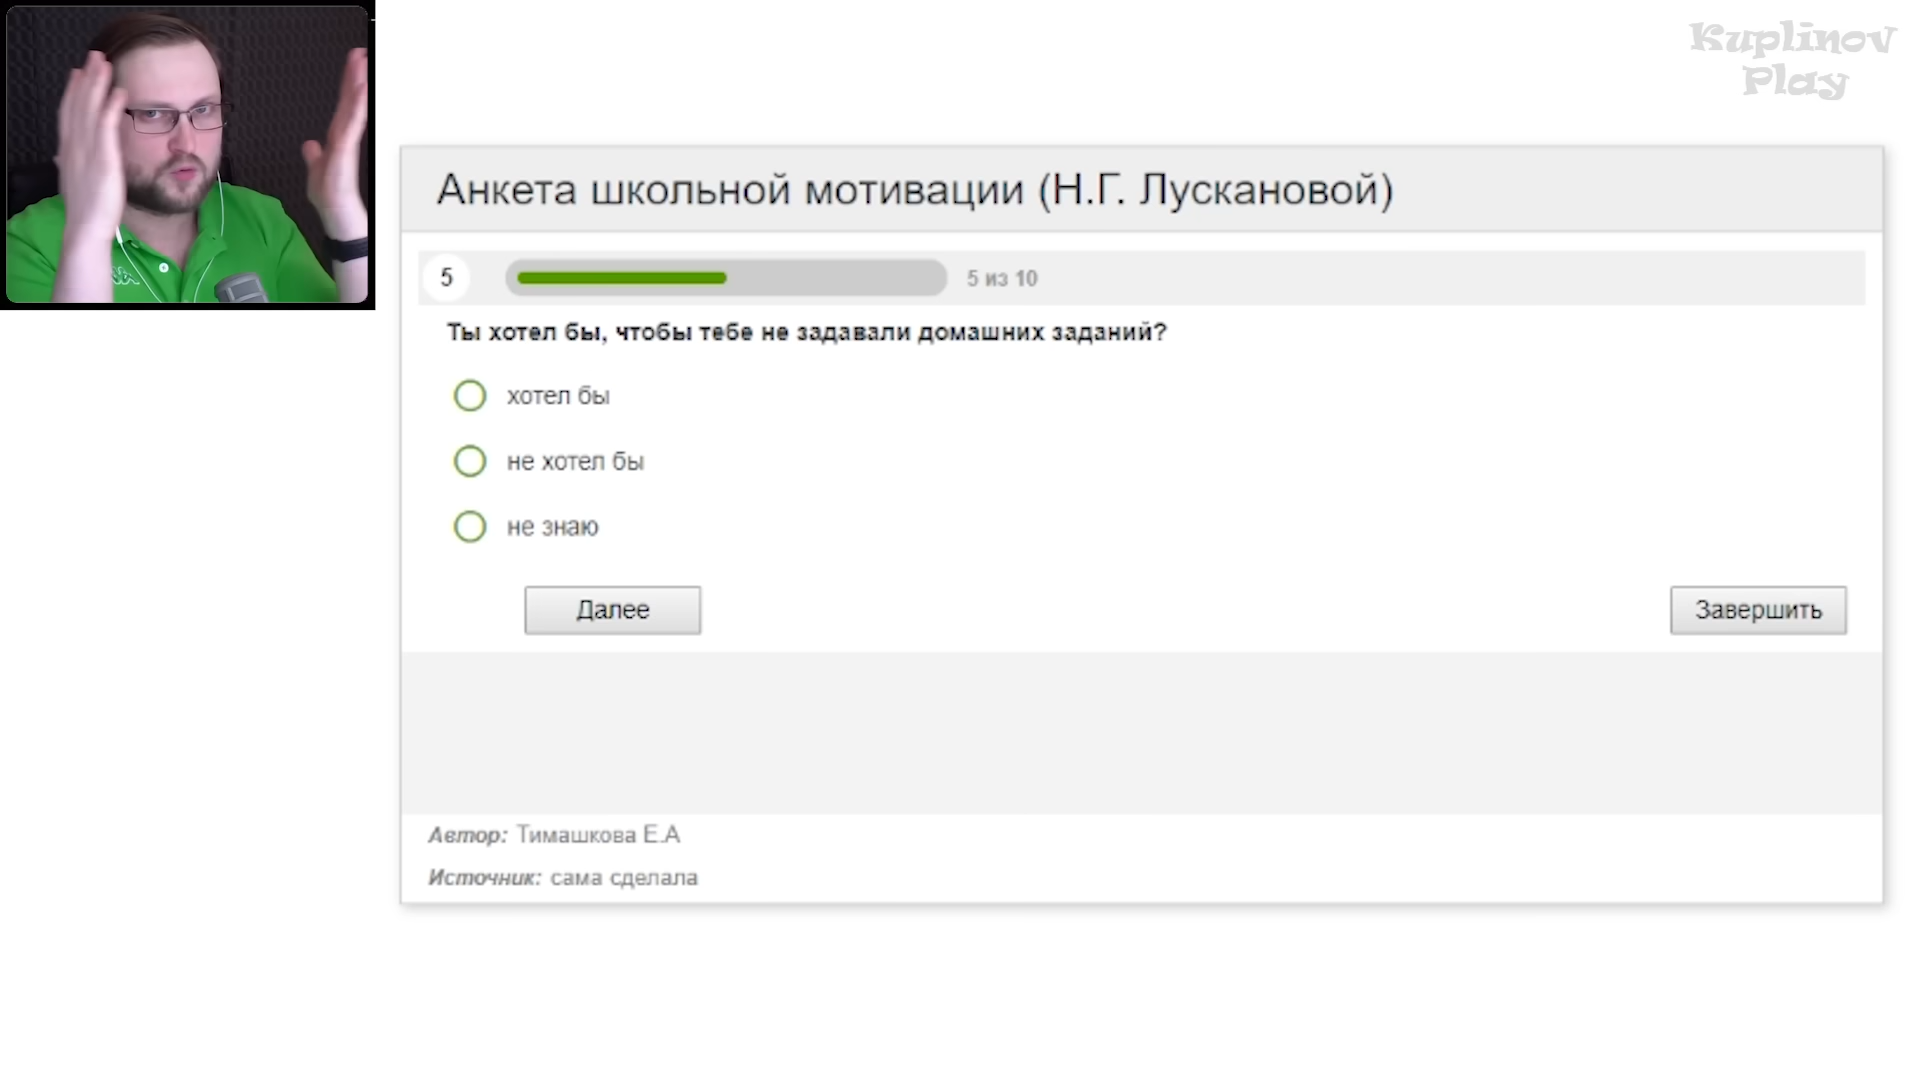 Kuplinov
Play
Анкета школьной мотивации (Н.Г. Лускановой)
5
5 из 10
Ты хотел бы, чтобы тебе не задавали домашних заданий?
хотел бы
не хотел бы
не знаю
Далее
Завершить
Автор: Тимашкова Е.А
Источник: сама сделала